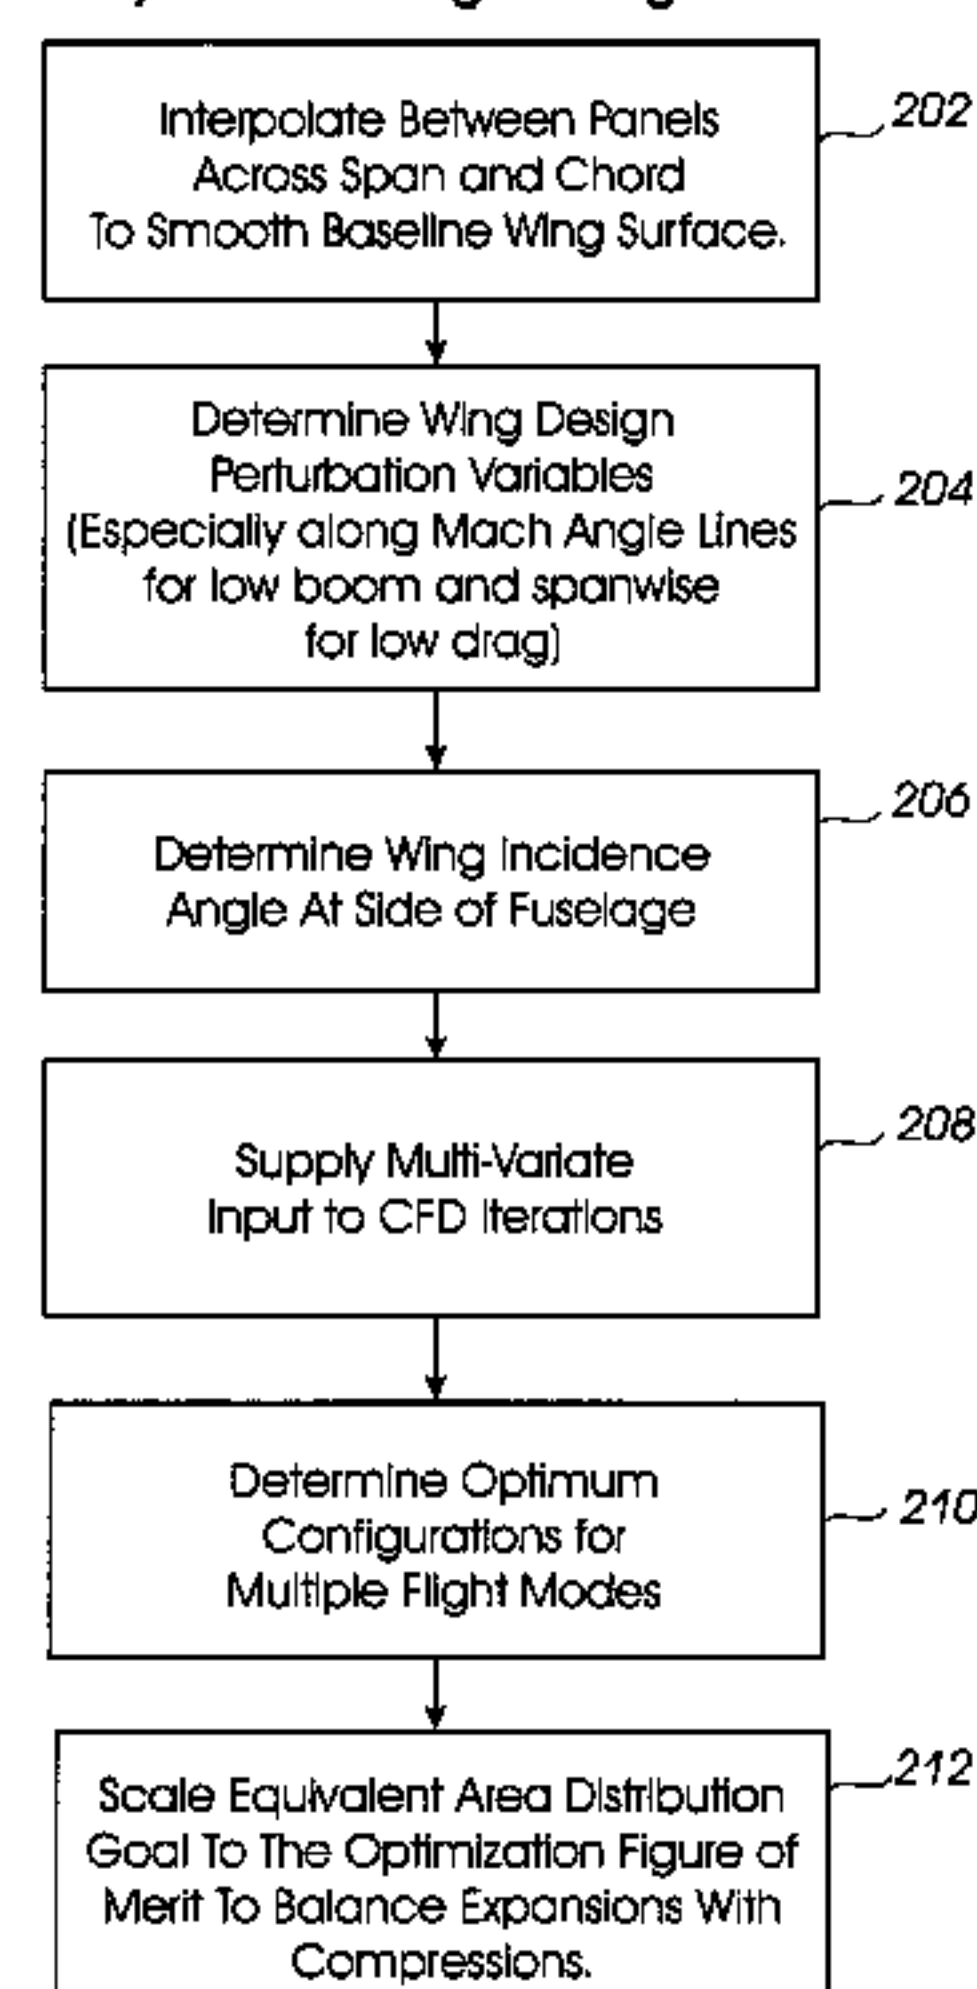 Interpolate Between Panels
Across Span and Chord
To Smooth Baseline Wing Surface.
202
Determine Wing Design
Perturbation Variables
(Especially along Mach Angle Lines
for low boom and spanwise
for low drag)
204
Determine Wing Incidence
Angle At Side of Fuselage
206
Supply Multi-Variate
Input to CFD Iterations
208
Determine Optimum
Configurations for
Multiple Flight Modes
210
Scale Equivalent Area Distribution
Goal To The Optimization Figure of
Merit To Balance Expansions With
Compressions.
212